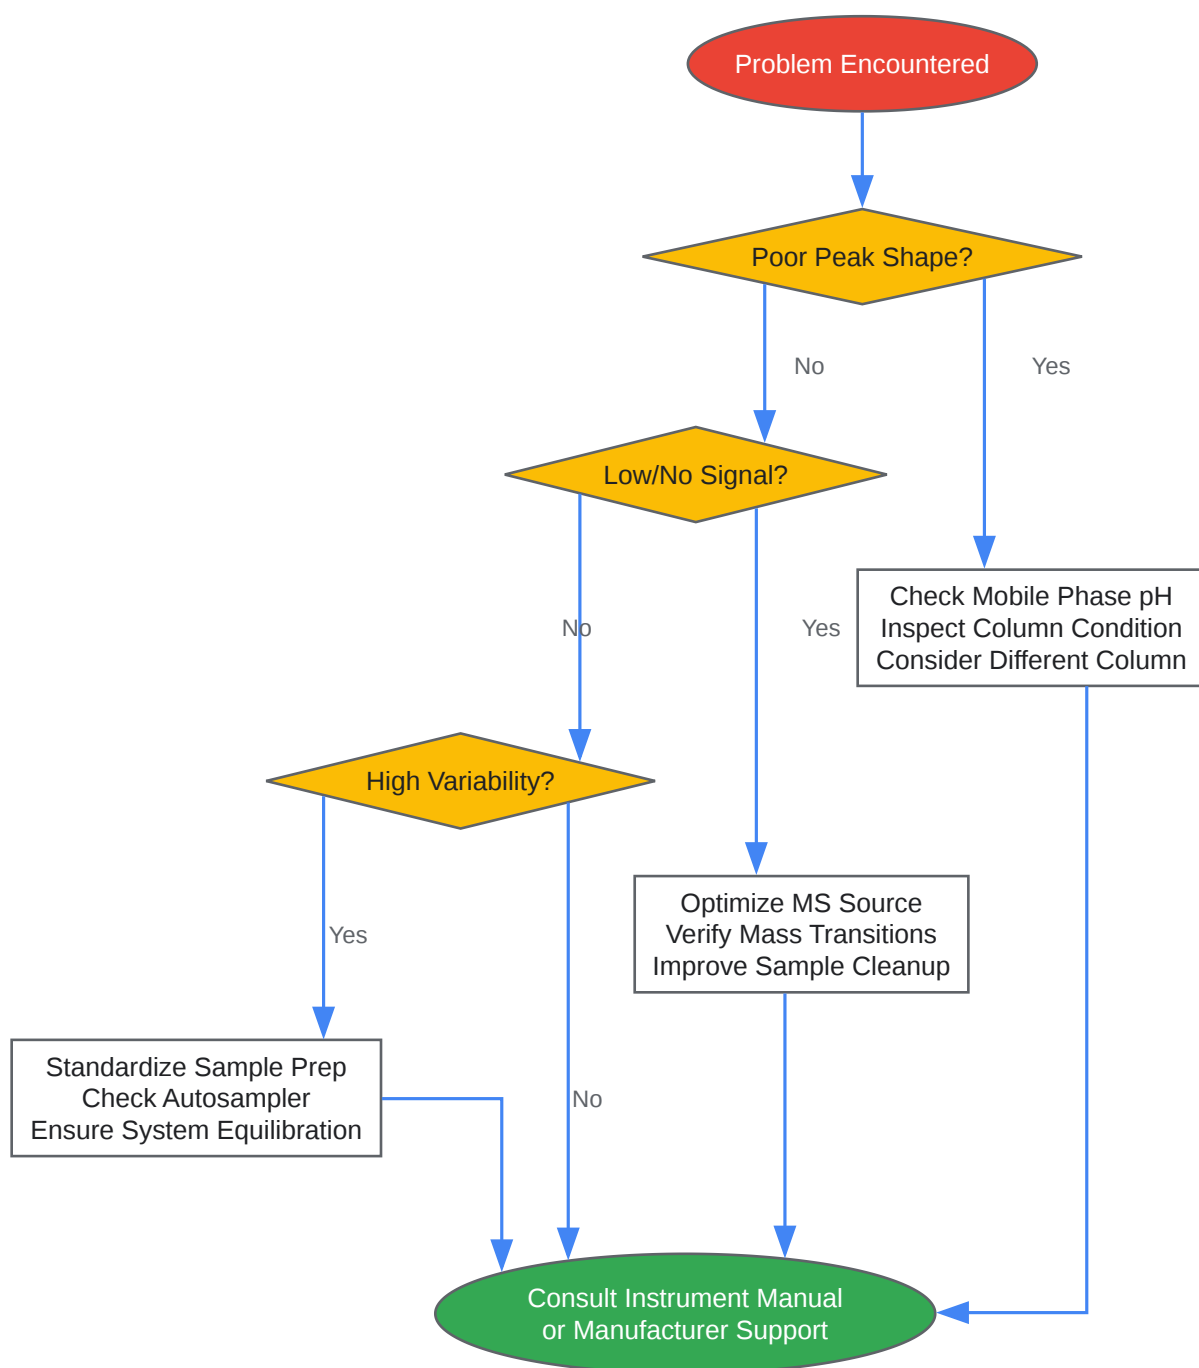 Problem Encountered
Poor Peak Shape?
No
Yes
Low/No Signal?
Check Mobile Phase pH
Inspect Column Condition
Consider Different Column
No
Yes
High Variability?
Optimize MS Source
Verify Mass Transitions
Improve Sample Cleanup
Yes
Standardize Sample Prep
Check Autosampler
Ensure System Equilibration
No
Consult Instrument Manual
or Manufacturer Support